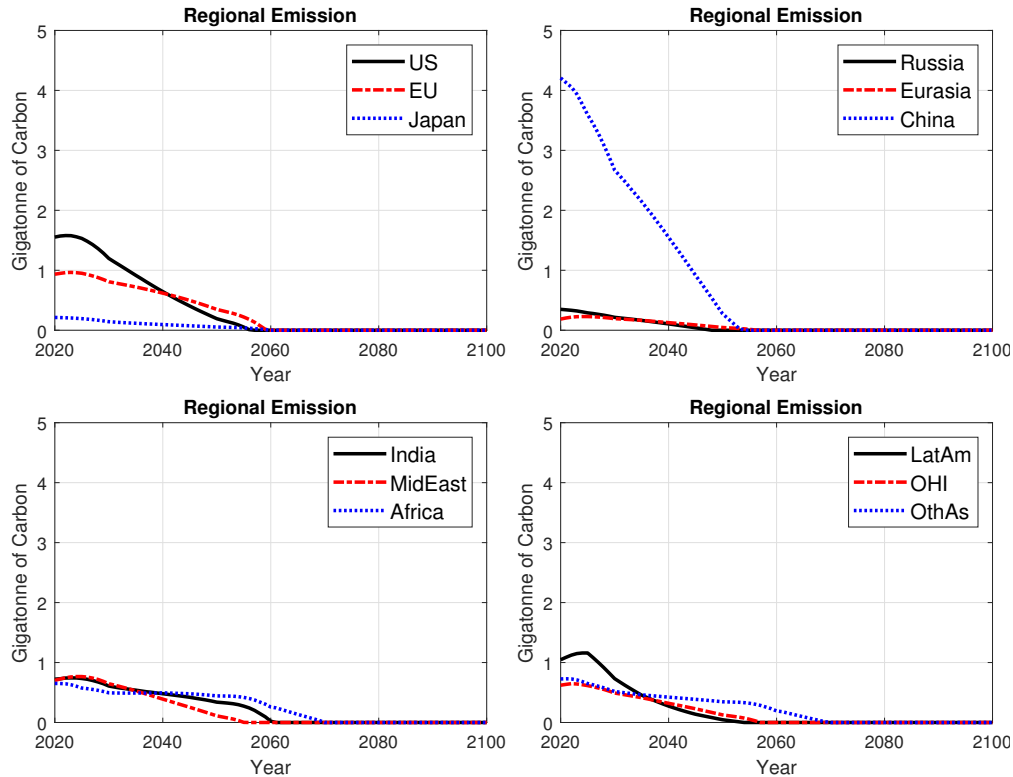 Regional Emission
5
4
3
2
1
0
Gigatonne of Carbon
US
EU
Japan
2020 2040 2060 2080 2100
Year
Regional Emission
5
4
3
2
1
0
Gigatonne of Carbon
Russia
Eurasia
China
2020 2040 2060 2080 2100
Year
Regional Emission
5
4
3
2
1
0
Gigatonne of Carbon
India
MidEast
Africa
2020 2040 2060 2080 2100
Year
Regional Emission
5
4
3
2
1
0
Gigatonne of Carbon
LatAm
OHI
OthAs
2020 2040 2060 2080 2100
Year